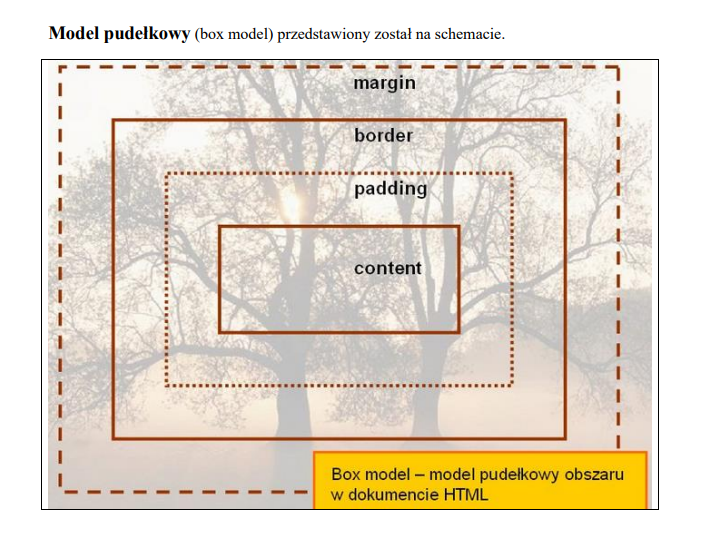 Model pudełkowy (box model) przedstawiony został na schemacie.
margin
border
padding
content
Box model – model pudełkowy obszaru
w dokumencie HTML